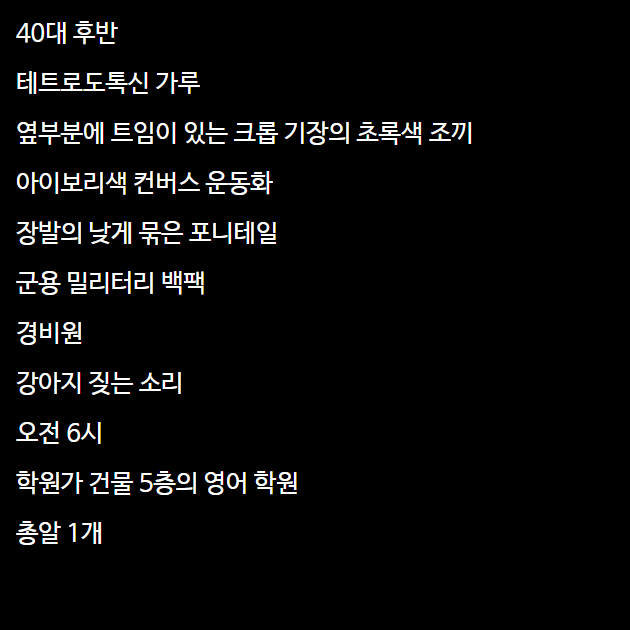 40대 후반
테트로도톡신 가루
옆부분에 트임이 있는 크롭 기장의 초록색 조끼
아이보리색 컨버스 운동화
장발의 낮게 묶은 포니테일
군용 밀리터리 백팩
경비원
강아지 짖는 소리
오전 6시
학원가 건물 5층의 영어 학원
총알 1개